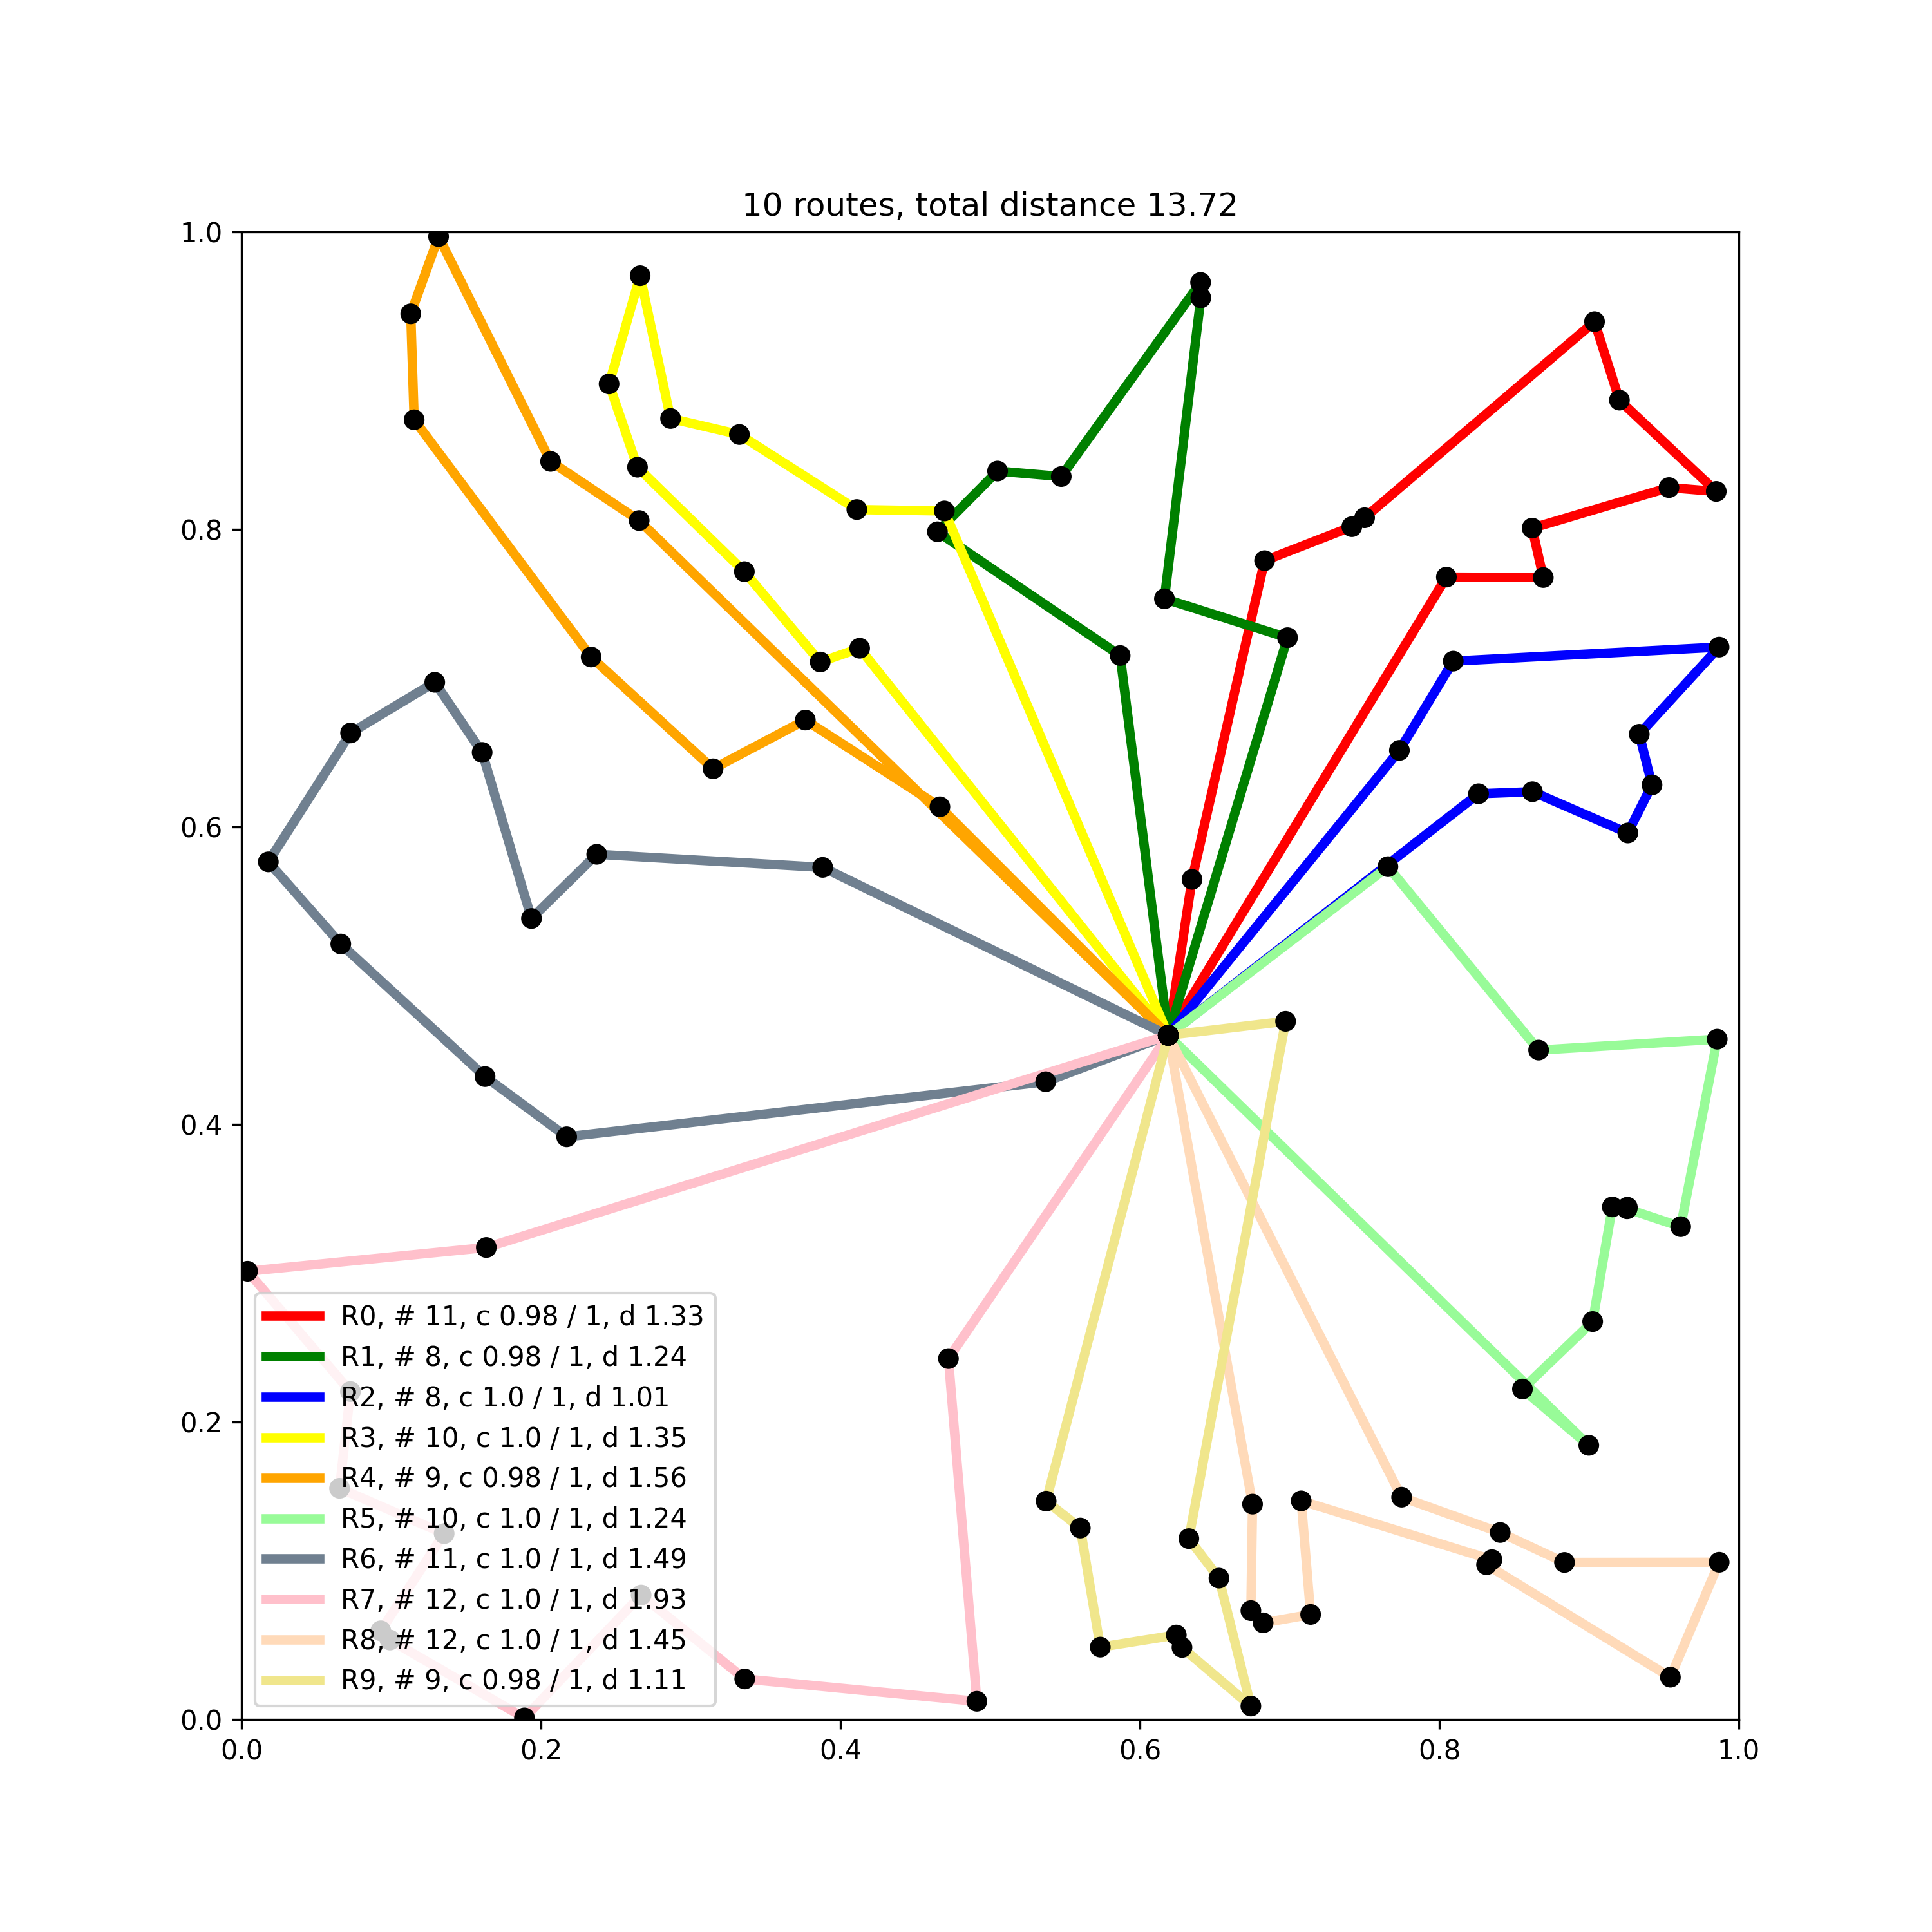 10 routes, total distance 13.72
1.0
0.8
0.6
0.4
0.2
0.0
R0, # 11, c 0.98 / 1, d 1.33
R1, # 8, c 0.98 / 1, d 1.24
R2, # 8, c 1.0 / 1, d 1.01
R3, # 10, c 1.0 / 1, d 1.35
R4, # 9, c 0.98 / 1, d 1.56
R5, # 10, c 1.0 / 1, d 1.24
R6, # 11, c 1.0 / 1, d 1.49
R7, # 12, c 1.0 / 1, d 1.93
R8, # 12, c 1.0 / 1, d 1.45
R9, # 9, c 0.98 / 1, d 1.11
0.0 0.2 0.4 0.6 0.8 1.0